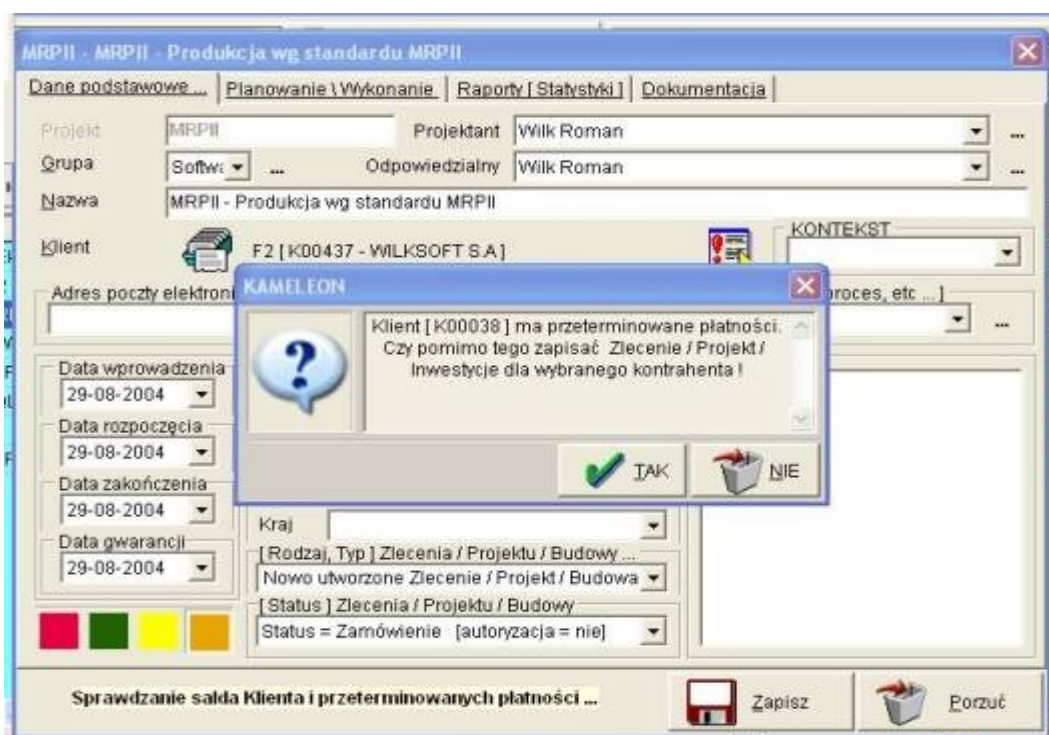 MRPII - MRPII - Produkcja wg standardu MRPII
Dane podstawowe ... Planowanie \ Wykonanie Raporty [ Statystyki ] Dokumentacja
Projekt MRPII Projektant Wilk Roman ...
Grupa Softwa ... Odpowiedzialny Wilk Roman ...
Nazwa MRPII - Produkcja wg standardu MRPII
KONTEKST
Klient F2 [ K00437 - WILKSOFT S.A ]
Adres poczty elektroni proces, etc ... ]
...
KAMELEON
Klient [ K00038 ] ma przeterminowane płatności.
Czy pomimo tego zapisać Zlecenie / Projekt /
Inwestycje dla wybranego kontrahenta !
TAK NIE
Data wprowadzenia
29-08-2004
Data rozpoczęcia
29-08-2004
Data zakończenia
29-08-2004
Data gwarancji
29-08-2004
Kraj
[ Rodzaj, Typ ] Zlecenia / Projektu / Budowy ...
Nowo utworzone Zlecenie / Projekt / Budowa
[ Status ] Zlecenia / Projektu / Budowy
Status = Zamówienie [autoryzacja = nie]
Sprawdzanie salda Klienta i przeterminowanych płatności ... Zapisz Porzuć